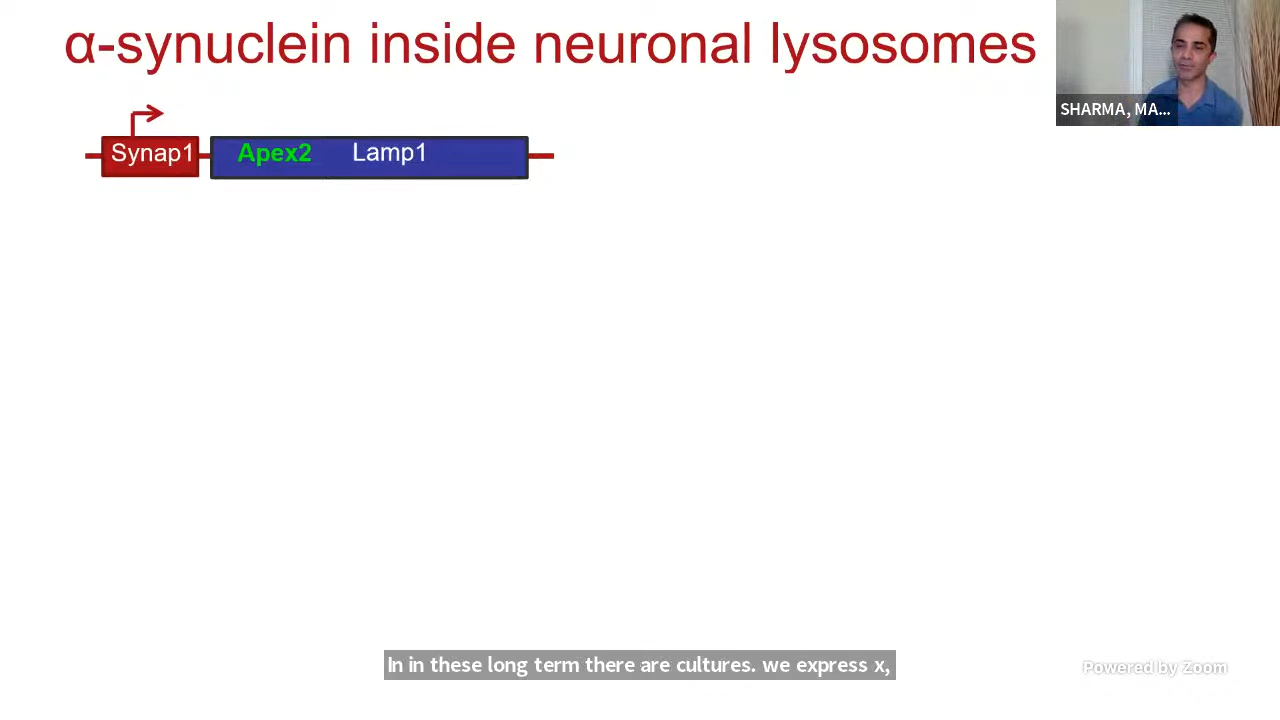 α-synuclein inside neuronal lysosomes
SHARMA, MA...
Synap1 Apex2 Lamp1
In in these long term there are cultures. we express x,
Powered by Zoom